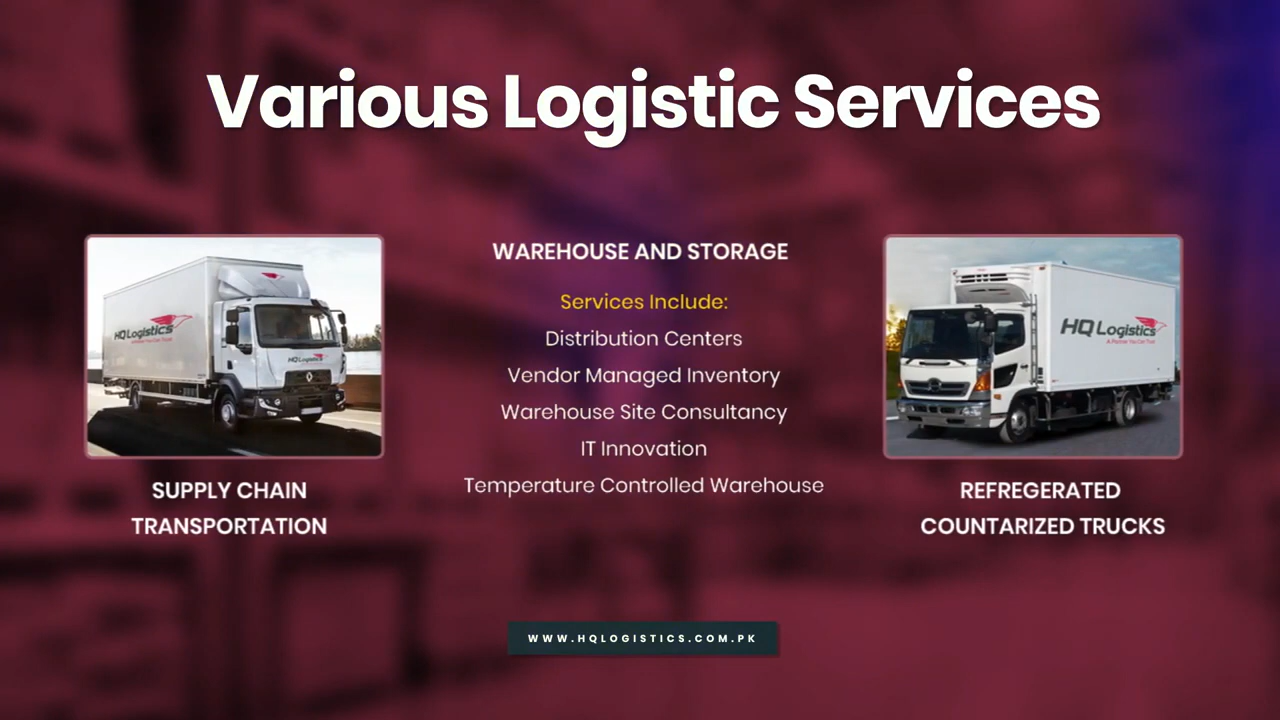 Various Logistic Services
HQ Logistics
HQ Logistics
SUPPLY CHAIN
TRANSPORTATION
WAREHOUSE AND STORAGE
Services Include:
Distribution Centers
Vendor Managed Inventory
Warehouse Site Consultancy
IT Innovation
Temperature Controlled Warehouse
HQ Logistics
A Partner You Can Trust
REFREGERATED
COUNTARIZED TRUCKS
WWW.HQLOGISTICS.COM.PK